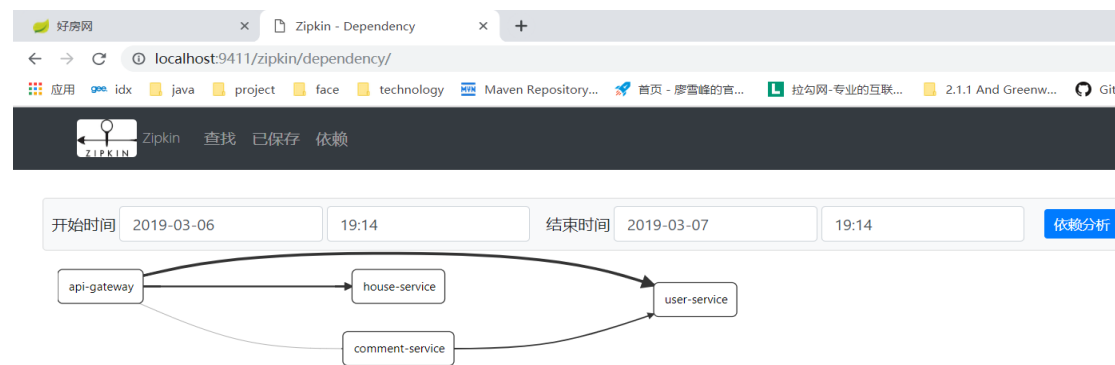 好房网 Zipkin - Dependency
localhost:9411/zipkin/dependency/
应用 gee. idx java project face technology MVN Maven Repository... 首页 - 廖雪峰的官... L 拉勾网-专业的互联... 2.1.1 And Greenw... Git
ZIPKIN Zipkin 查找 已保存 依赖
开始时间 2019-03-06 19:14 结束时间 2019-03-07 19:14 依赖分析
api-gateway house-service
user-service
comment-service